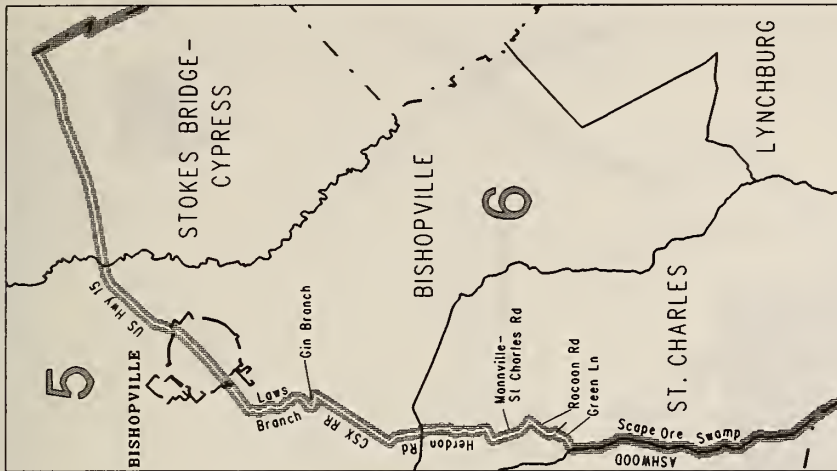 STOKES BRIDGE-
CYPRESS
5
US Hwy 15
BISHOPVILLE
BISHOPVILLE
6
LYNCHBURG
Laws
Branch
Gin Branch
CSX RR
Herdon
Rd
Mannville-
St Charles Rd
Racoon Rd
Green Ln
ST. CHARLES
Scape Ore
Swamp
ASHWOOD